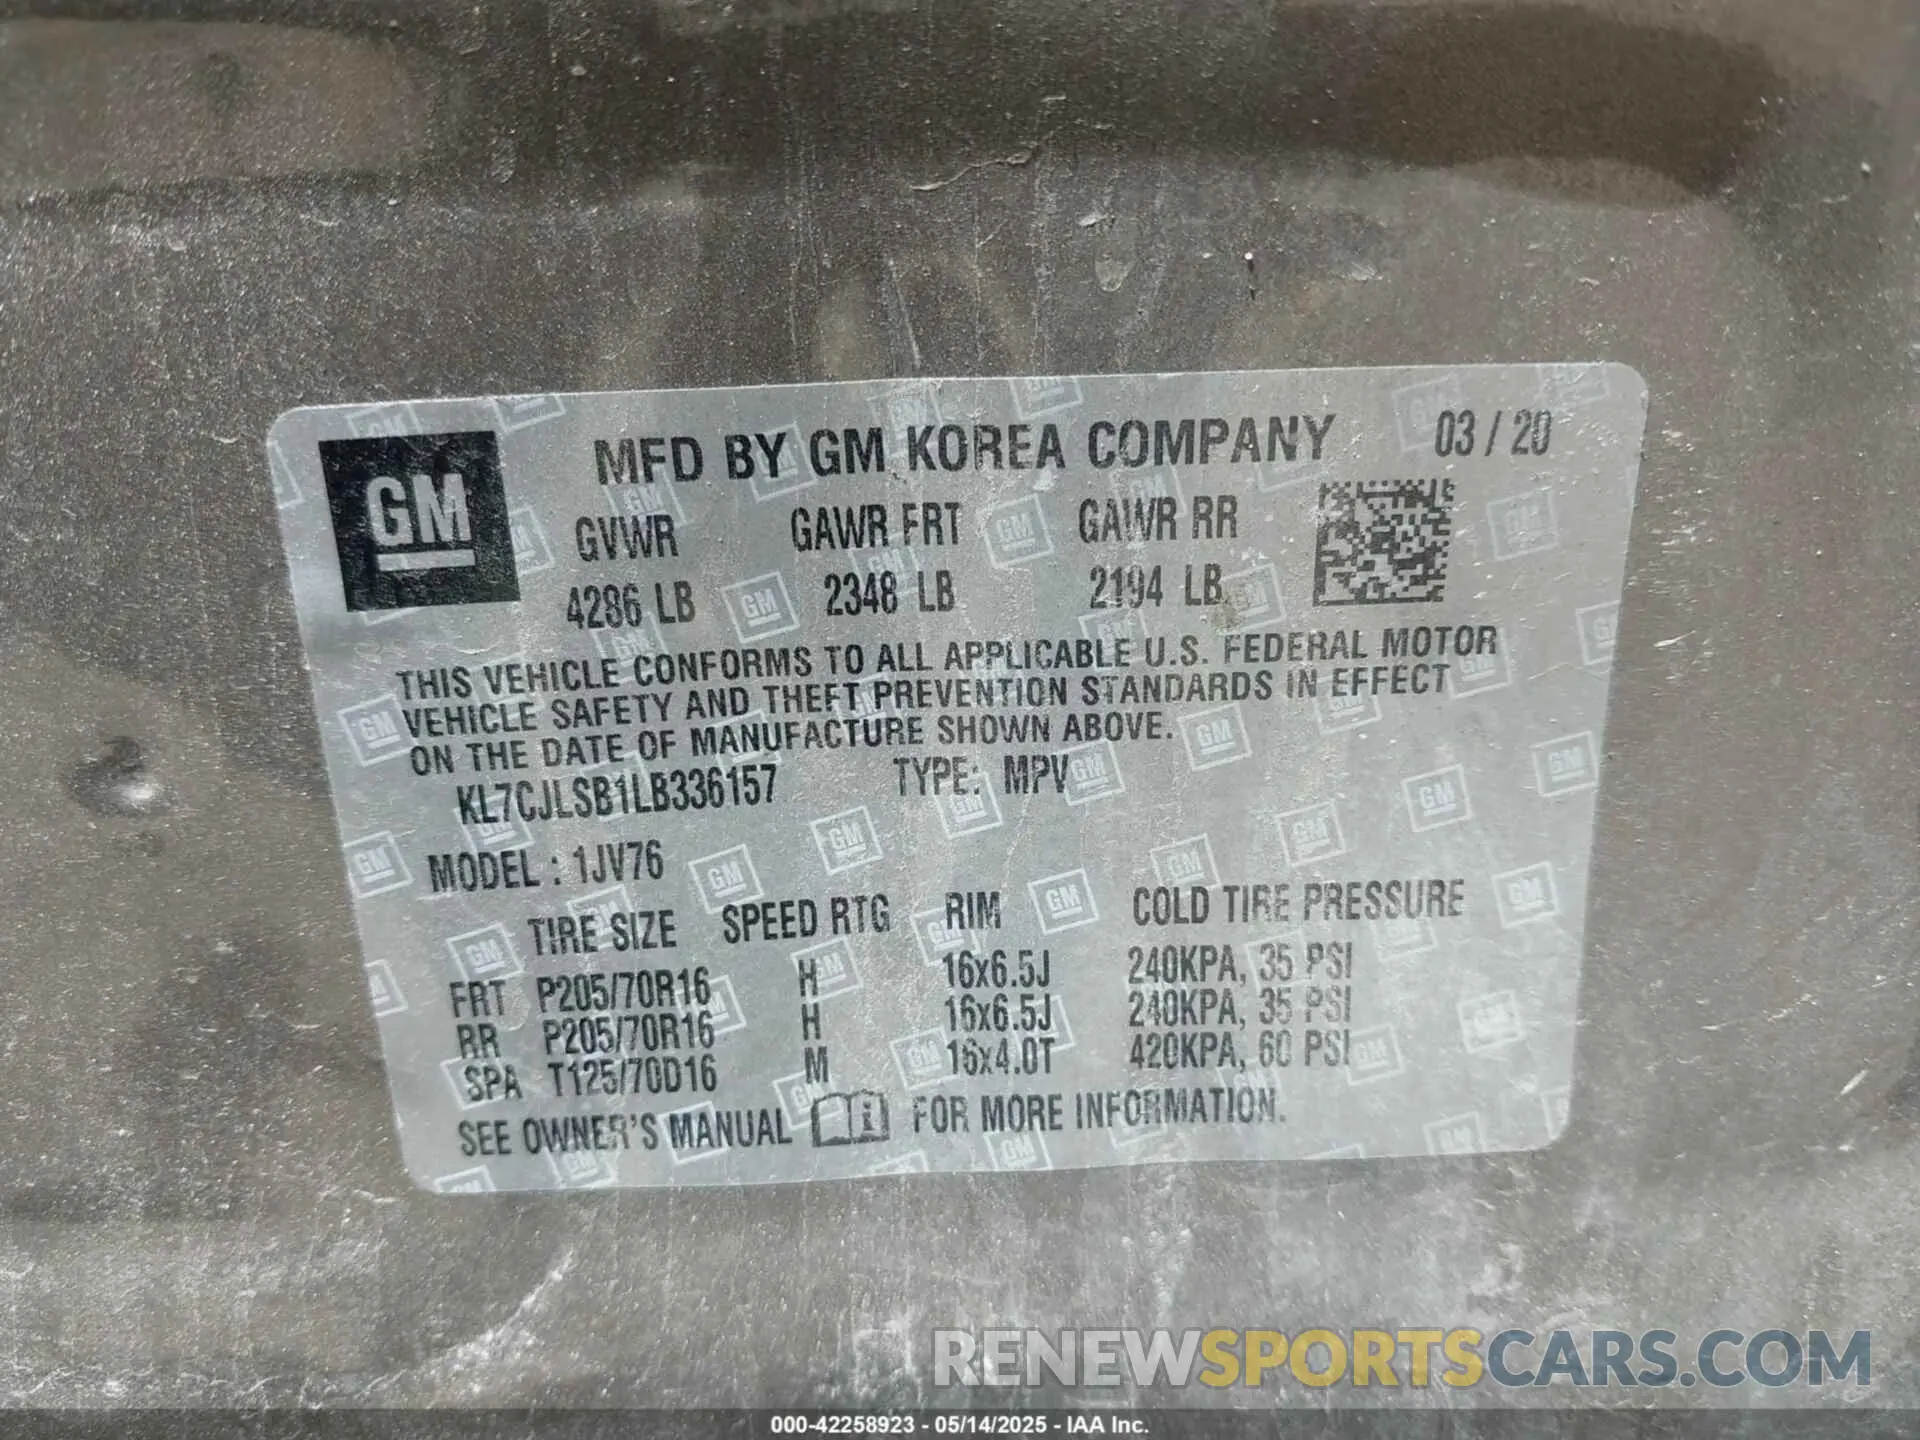 GM
MFD BY GM KOREA COMPANY 03 / 20
GVWR GAWR FRT GAWR RR
4286 LB 2348 LB 2194 LB
THIS VEHICLE CONFORMS TO ALL APPLICABLE U.S. FEDERAL MOTOR
VEHICLE SAFETY AND THEFT PREVENTION STANDARDS IN EFFECT
ON THE DATE OF MANUFACTURE SHOWN ABOVE.
KL7CJLSB1LB336157 TYPE: MPV
MODEL : 1JV76
TIRE SIZE SPEED RTG RIM COLD TIRE PRESSURE
FRT P205/70R16 H 16x6.5J 240KPA, 35 PSI
RR P205/70R16 H 16x6.5J 240KPA, 35 PSI
SPA T125/70D16 M 16x4.0T 420KPA, 60 PSI
SEE OWNER'S MANUAL FOR MORE INFORMATION.
RENEWSPORTSCARS.COM
000-42258923 - 05/14/2025 - IAA Inc.